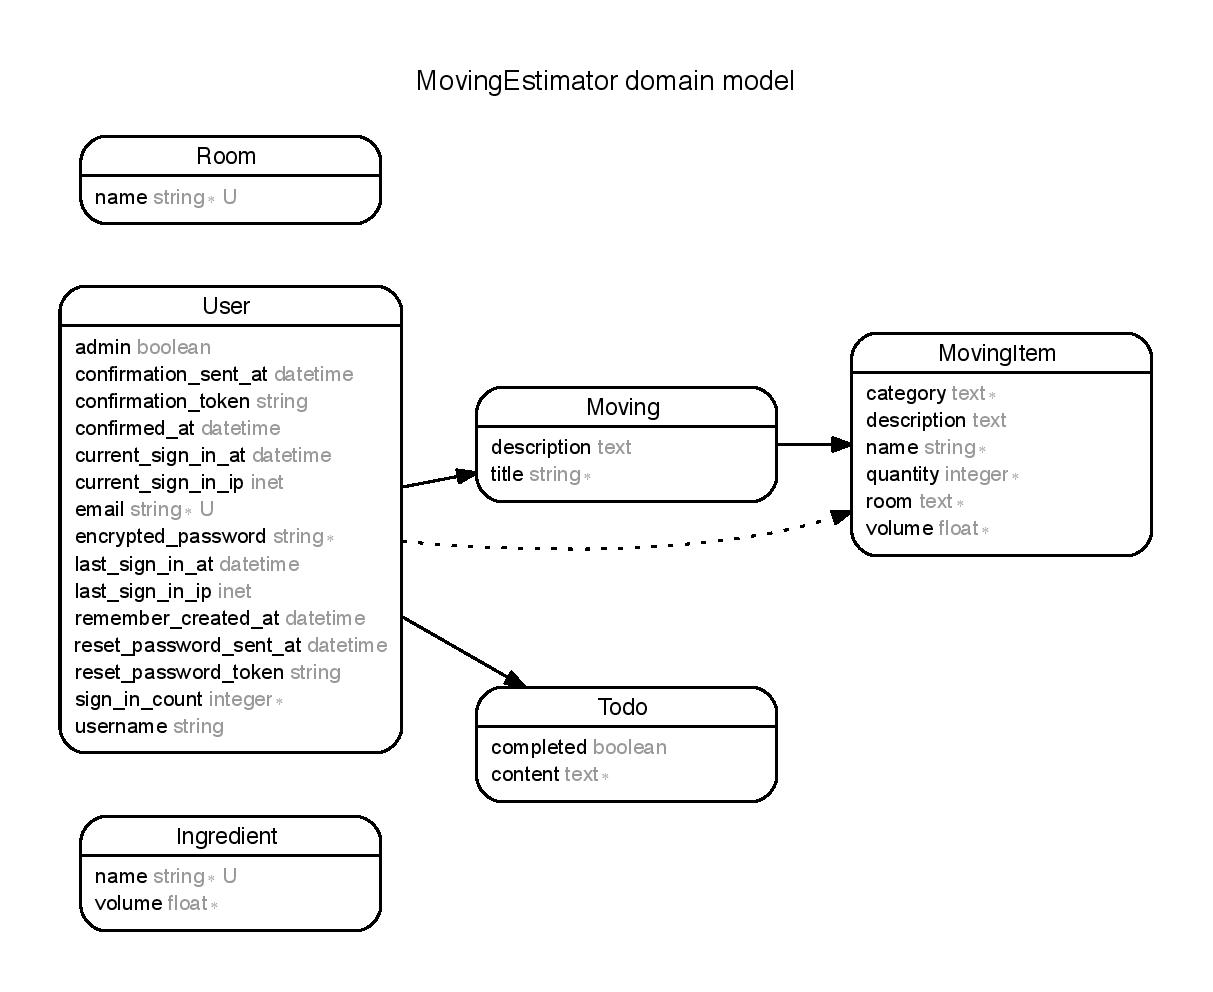 MovingEstimator domain model
Room
name string* U
User
admin boolean
confirmation_sent_at datetime
confirmation_token string
confirmed_at datetime
current_sign_in_at datetime
current_sign_in_ip inet
email string* U
encrypted_password string*
last_sign_in_at datetime
last_sign_in_ip inet
remember_created_at datetime
reset_password_sent_at datetime
reset_password_token string
sign_in_count integer*
username string
Moving
description text
title string*
MovingItem
category text*
description text
name string*
quantity integer*
room text*
volume float*
Todo
completed boolean
content text*
Ingredient
name string* U
volume float*